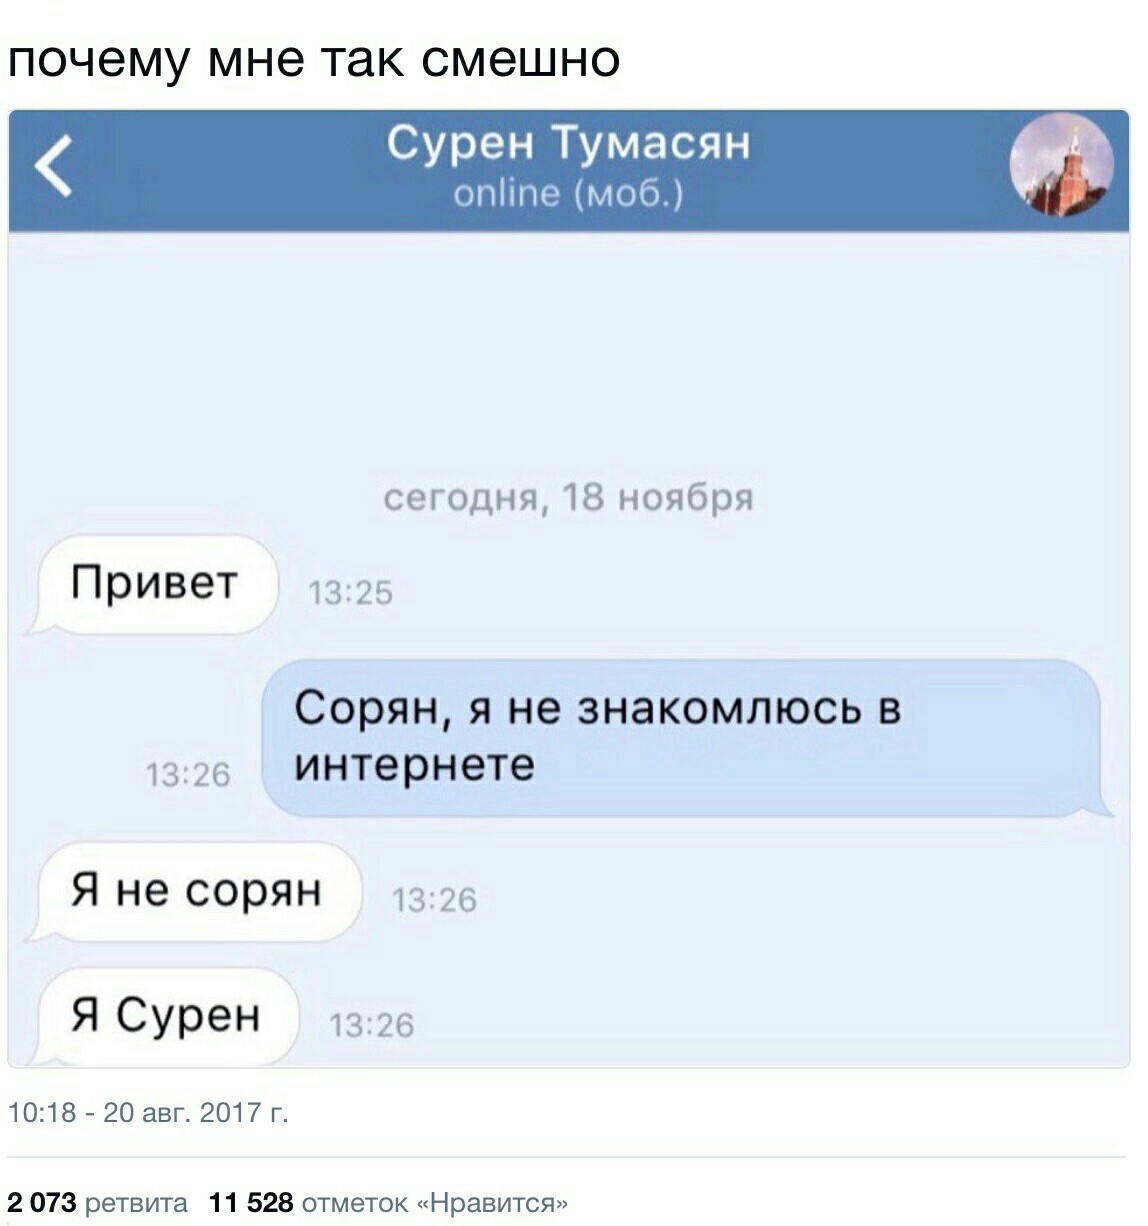 почему мне так смешно
Сурен Тумасян
online (моб.)
сегодня, 18 ноября
Привет 13:25
Сорян, я не знакомлюсь в
интернете
13:26
Я не сорян 13:26
Я Сурен 13:26
10:18 - 20 авг. 2017 г.
2 073 ретвита 11 528 отметок «Нравится»